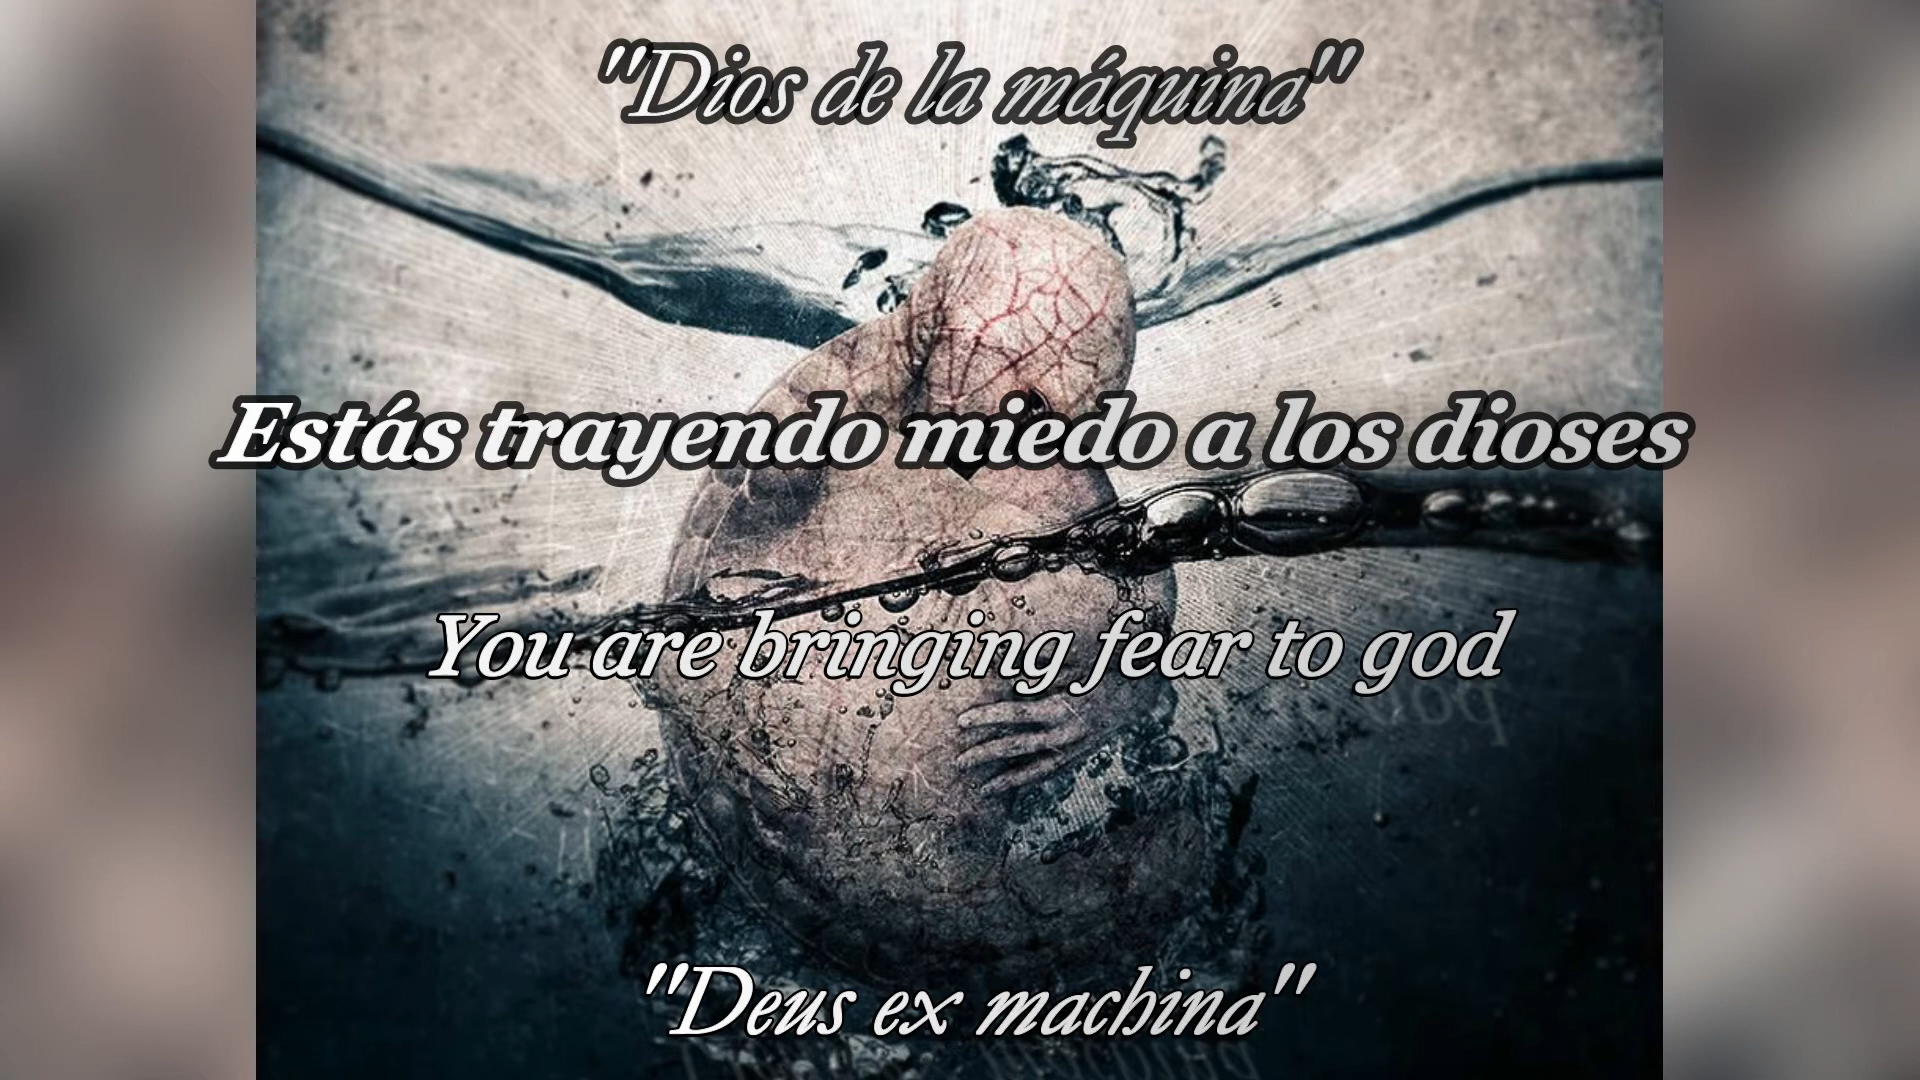 "Dios de la máquina"
Estás trayendo miedo a los dioses
You are bringing fear to god
"Deus ex machina"